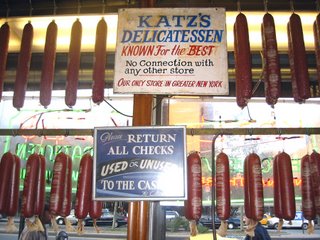 KATZ'S
DELICATESSEN
KNOWN For the BEST
No Connection with
any other store
OUR ONLY STORE IN GREATER NEW YORK
Please RETURN
ALL CHECKS
USED OR UNUSED
TO THE